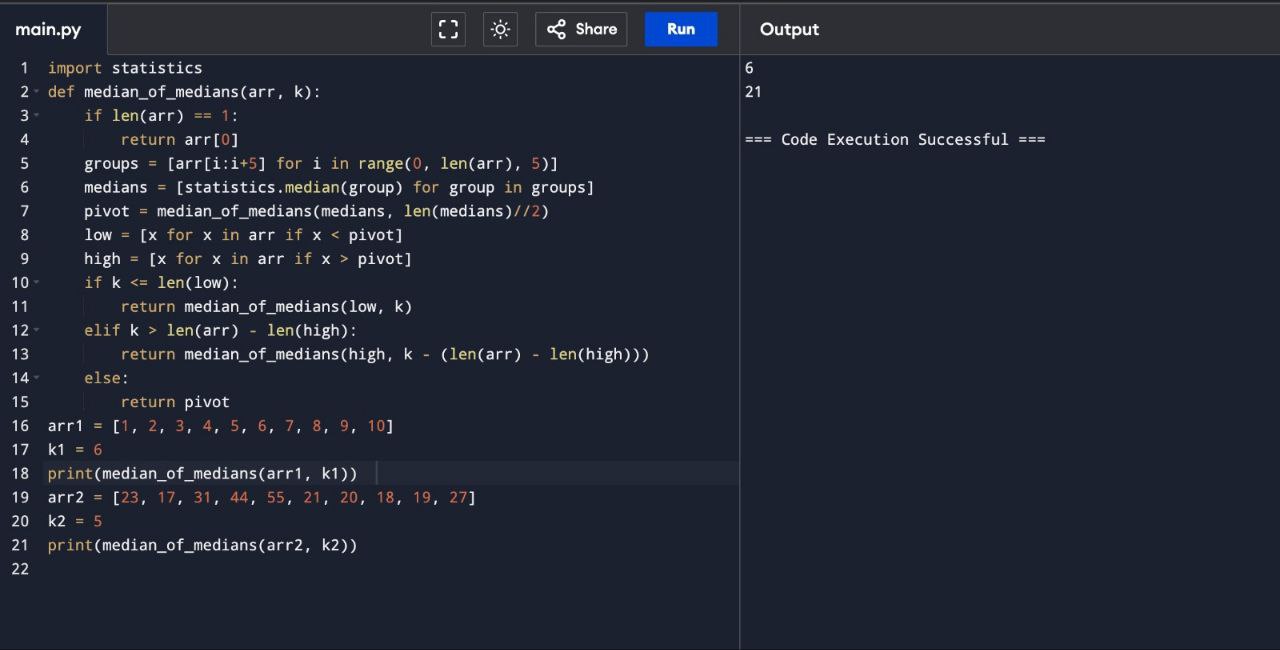 main.py Share Run Output
1 import statistics
2 def median_of_medians(arr, k):
3     if len(arr) == 1:
4         return arr[0]
5     groups = [arr[i:i+5] for i in range(0, len(arr), 5)]
6     medians = [statistics.median(group) for group in groups]
7     pivot = median_of_medians(medians, len(medians)//2)
8     low = [x for x in arr if x < pivot]
9     high = [x for x in arr if x > pivot]
10     if k <= len(low):
11         return median_of_medians(low, k)
12     elif k > len(arr) - len(high):
13         return median_of_medians(high, k - (len(arr) - len(high)))
14     else:
15         return pivot
16 arr1 = [1, 2, 3, 4, 5, 6, 7, 8, 9, 10]
17 k1 = 6
18 print(median_of_medians(arr1, k1))
19 arr2 = [23, 17, 31, 44, 55, 21, 20, 18, 19, 27]
20 k2 = 5
21 print(median_of_medians(arr2, k2))
22
6
21
=== Code Execution Successful ===